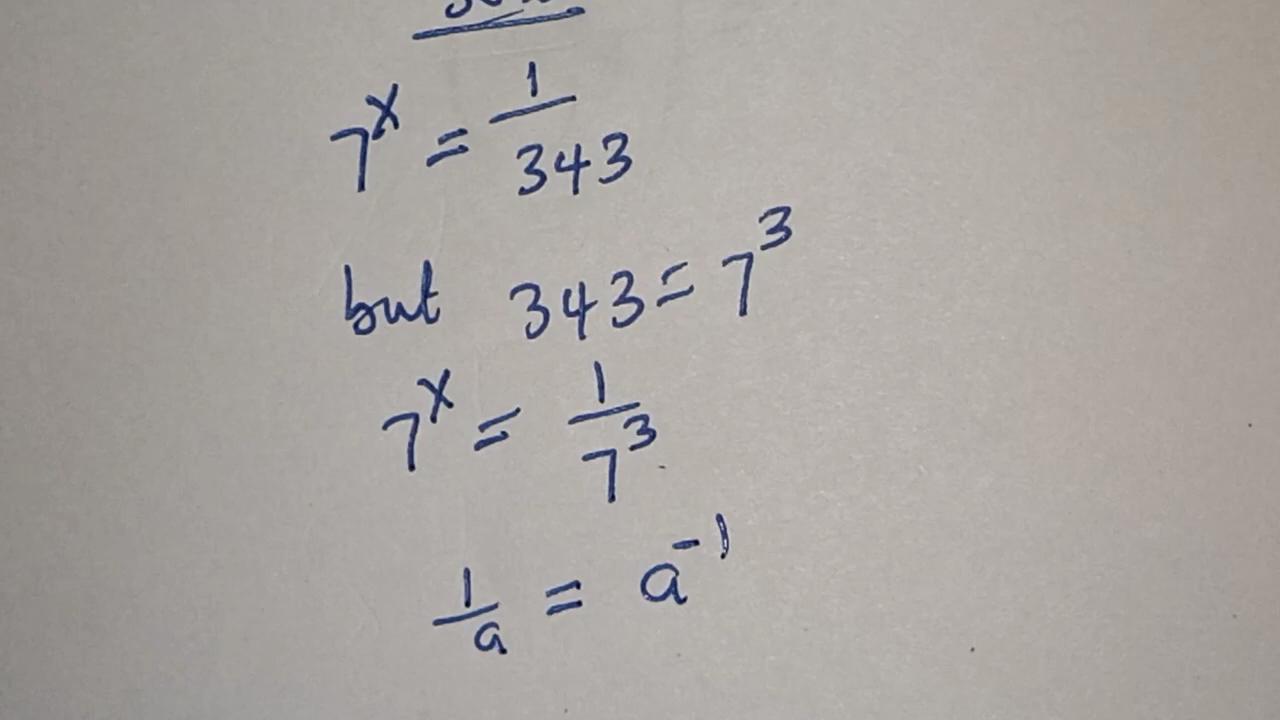 7^x = 1/343
but 343 = 7^3
7^x = 1/7^3
1/a = a^-1